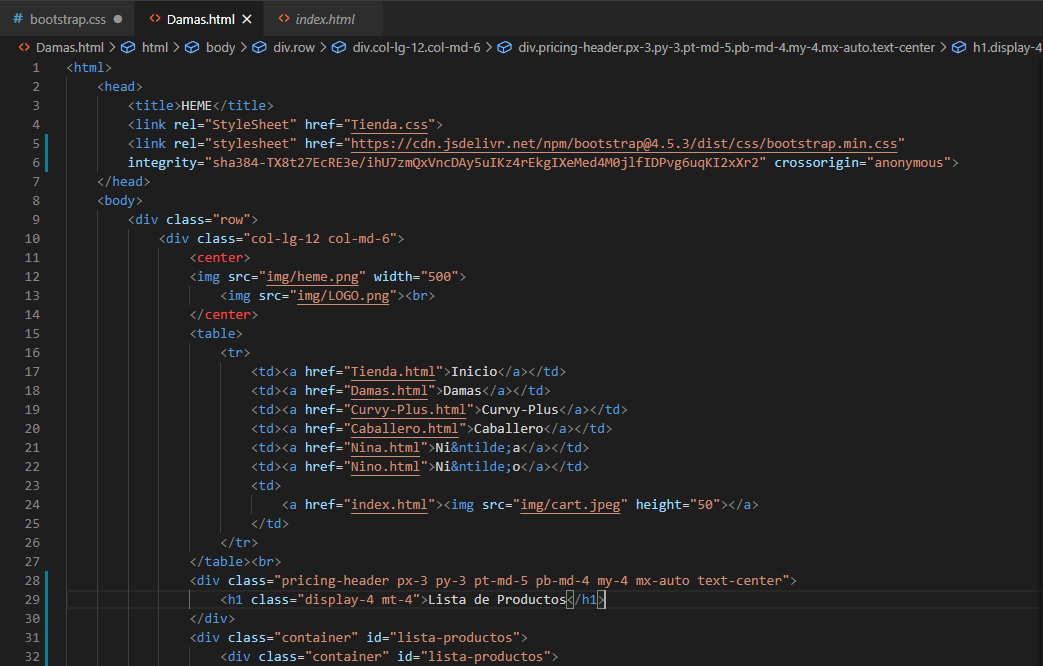 # bootstrap.css ● <> Damas.html × <> index.html
<> Damas.html > html > body > div.row > div.col-lg-12.col-md-6 > div.pricing-header.px-3.py-3.pt-md-5.pb-md-4.my-4.mx-auto.text-center > h1.display-4
1 <html>
2 <head>
3 <title>HEME</title>
4 <link rel="StyleSheet" href="Tienda.css">
5 <link rel="stylesheet" href="https://cdn.jsdelivr.net/npm/bootstrap@4.5.3/dist/css/bootstrap.min.css"
6 integrity="sha384-TX8t27EcRE3e/ihU7zmQxVncDAy5uIKz4rEkgIXeMed4M0jlfIDPvg6uqKI2xXr2" crossorigin="anonymous">
7 </head>
8 <body>
9 <div class="row">
10 <div class="col-lg-12 col-md-6">
11 <center>
12 <img src="img/heme.png" width="500">
13 <img src="img/LOGO.png"><br>
14 </center>
15 <table>
16 <tr>
17 <td><a href="Tienda.html">Inicio</a></td>
18 <td><a href="Damas.html">Damas</a></td>
19 <td><a href="Curvy-Plus.html">Curvy-Plus</a></td>
20 <td><a href="Caballero.html">Caballero</a></td>
21 <td><a href="Nina.html">Ni&ntilde;a</a></td>
22 <td><a href="Nino.html">Ni&ntilde;o</a></td>
23 <td>
24 <a href="index.html"><img src="img/cart.jpeg" height="50"></a>
25 </td>
26 </tr>
27 </table><br>
28 <div class="pricing-header px-3 py-3 pt-md-5 pb-md-4 my-4 mx-auto text-center">
29 <h1 class="display-4 mt-4">Lista de Productos</h1>
30 </div>
31 <div class="container" id="lista-productos">
32 <div class="container" id="lista-productos">